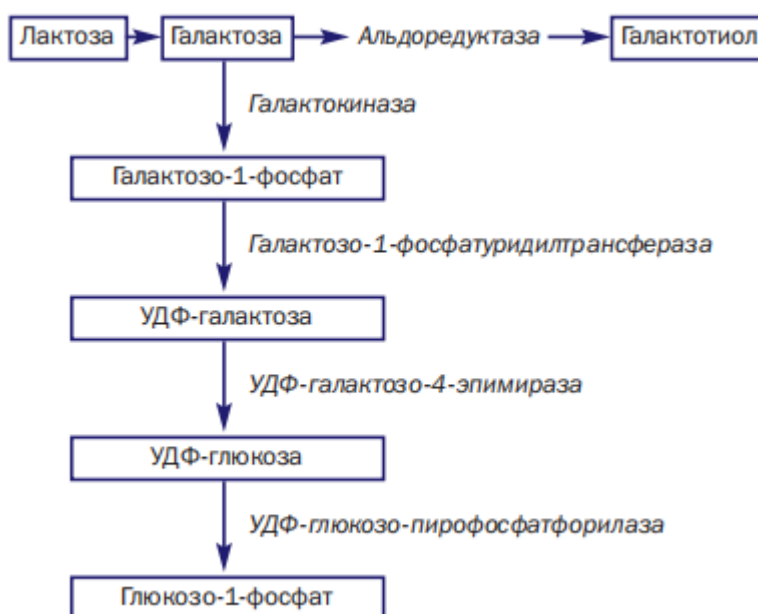 Лактоза Галактоза Альдоредуктаза Галактотиол
Галактокиназа
Галактозо-1-фосфат
Галактозо-1-фосфатуридилтрансфераза
УДФ-галактоза
УДФ-галактозо-4-эпимираза
УДФ-глюкоза
УДФ-глюкозо-пирофосфатфорилаза
Глюкозо-1-фосфат